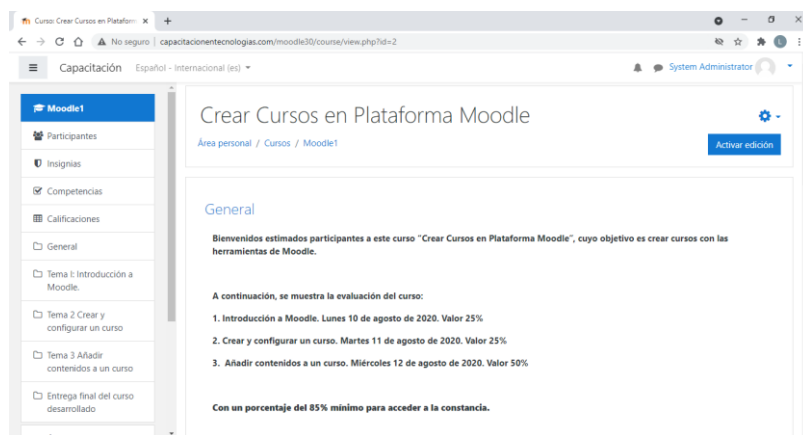 Curso: Crear Cursos en Plataform
No seguro | capacitacionentecnologias.com/moodle30/course/view.php?id=2
L
Capacitación Español - Internacional (es)
System Administrator
Moodle1
Participantes
Insignias
Competencias
Calificaciones
General
Tema I: Introducción a
Moodle.
Tema 2 Crear y
configurar un curso
Tema 3 Añadir
contenidos a un curso
Entrega final del curso
desarrollado
Crear Cursos en Plataforma Moodle
Área personal / Cursos / Moodle1
Activar edición
General
Bienvenidos estimados participantes a este curso "Crear Cursos en Plataforma Moodle", cuyo objetivo es crear cursos con las
herramientas de Moodle.
A continuación, se muestra la evaluación del curso:
1. Introducción a Moodle. Lunes 10 de agosto de 2020. Valor 25%
2. Crear y configurar un curso. Martes 11 de agosto de 2020. Valor 25%
3. Añadir contenidos a un curso. Miércoles 12 de agosto de 2020. Valor 50%
Con un porcentaje del 85% mínimo para acceder a la constancia.